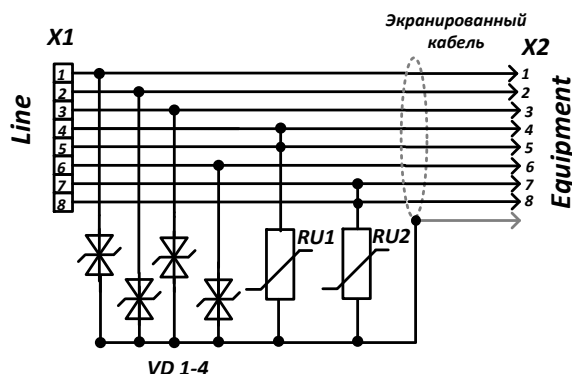 Экранированный
кабель
X1
X2
Line
1
2
3
4
5
6
7
8
1
2
3
4
5
6
7
8
Equipment
RU1
RU2
VD 1-4